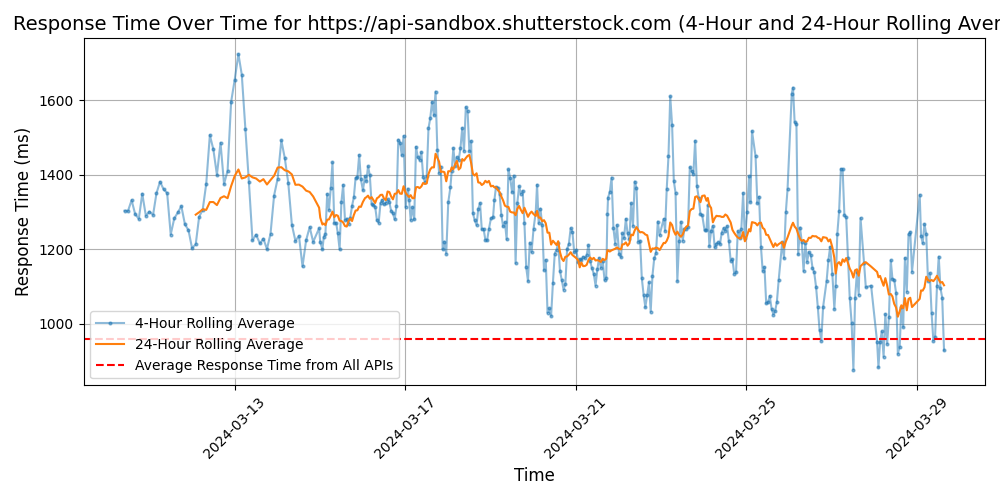 Response Time Over Time for https://api-sandbox.shutterstock.com (4-Hour and 24-Hour Rolling Aver
Response Time (ms)
1600
1400
1200
1000
4-Hour Rolling Average
24-Hour Rolling Average
Average Response Time from All APIs
2024-03-13
2024-03-17
2024-03-21
2024-03-25
2024-03-29
Time